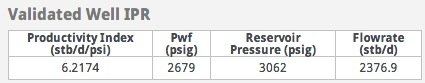 Validated Well IPR
Productivity Index (stb/d/psi) Pwf (psig) Reservoir Pressure (psig) Flowrate (stb/d)
6.2174 2679 3062 2376.9